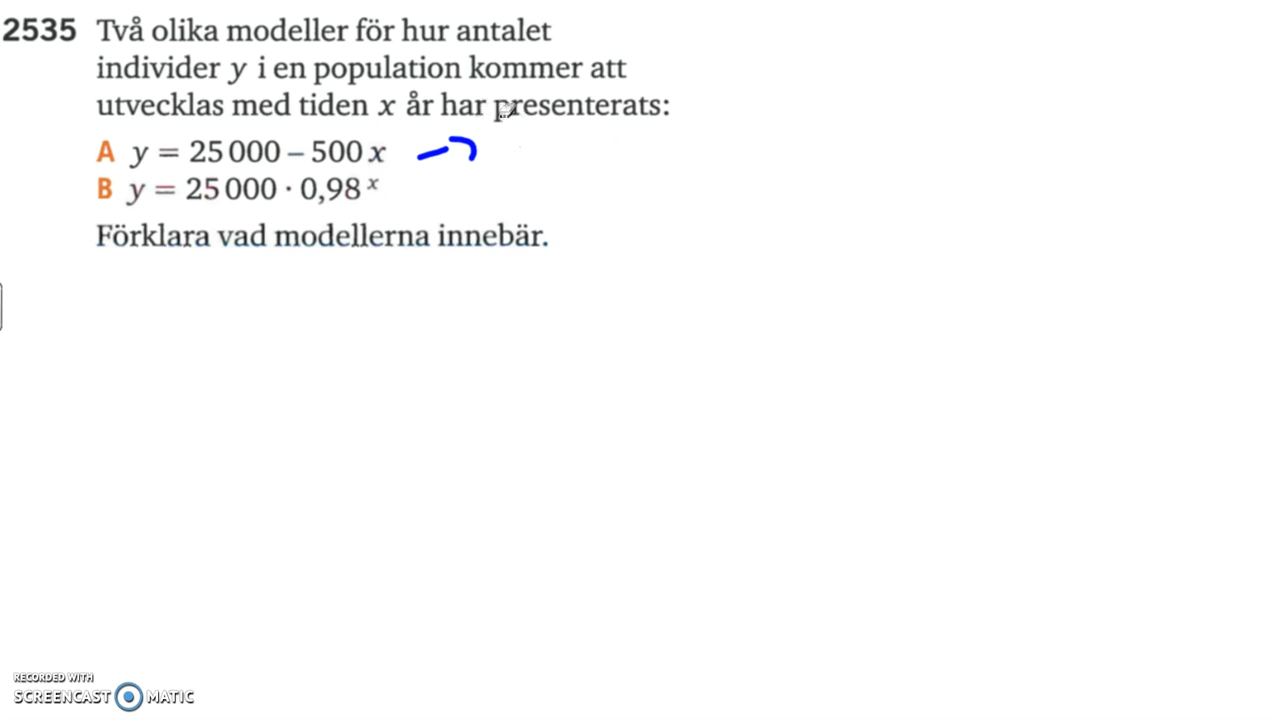 2535 Två olika modeller för hur antalet
individer y i en population kommer att
utvecklas med tiden x år har presenterats:
A y = 25 000 – 500 x
B y = 25 000 · 0,98ˣ
Förklara vad modellerna innebär.
RECORDED WITH
SCREENCAST MATIC